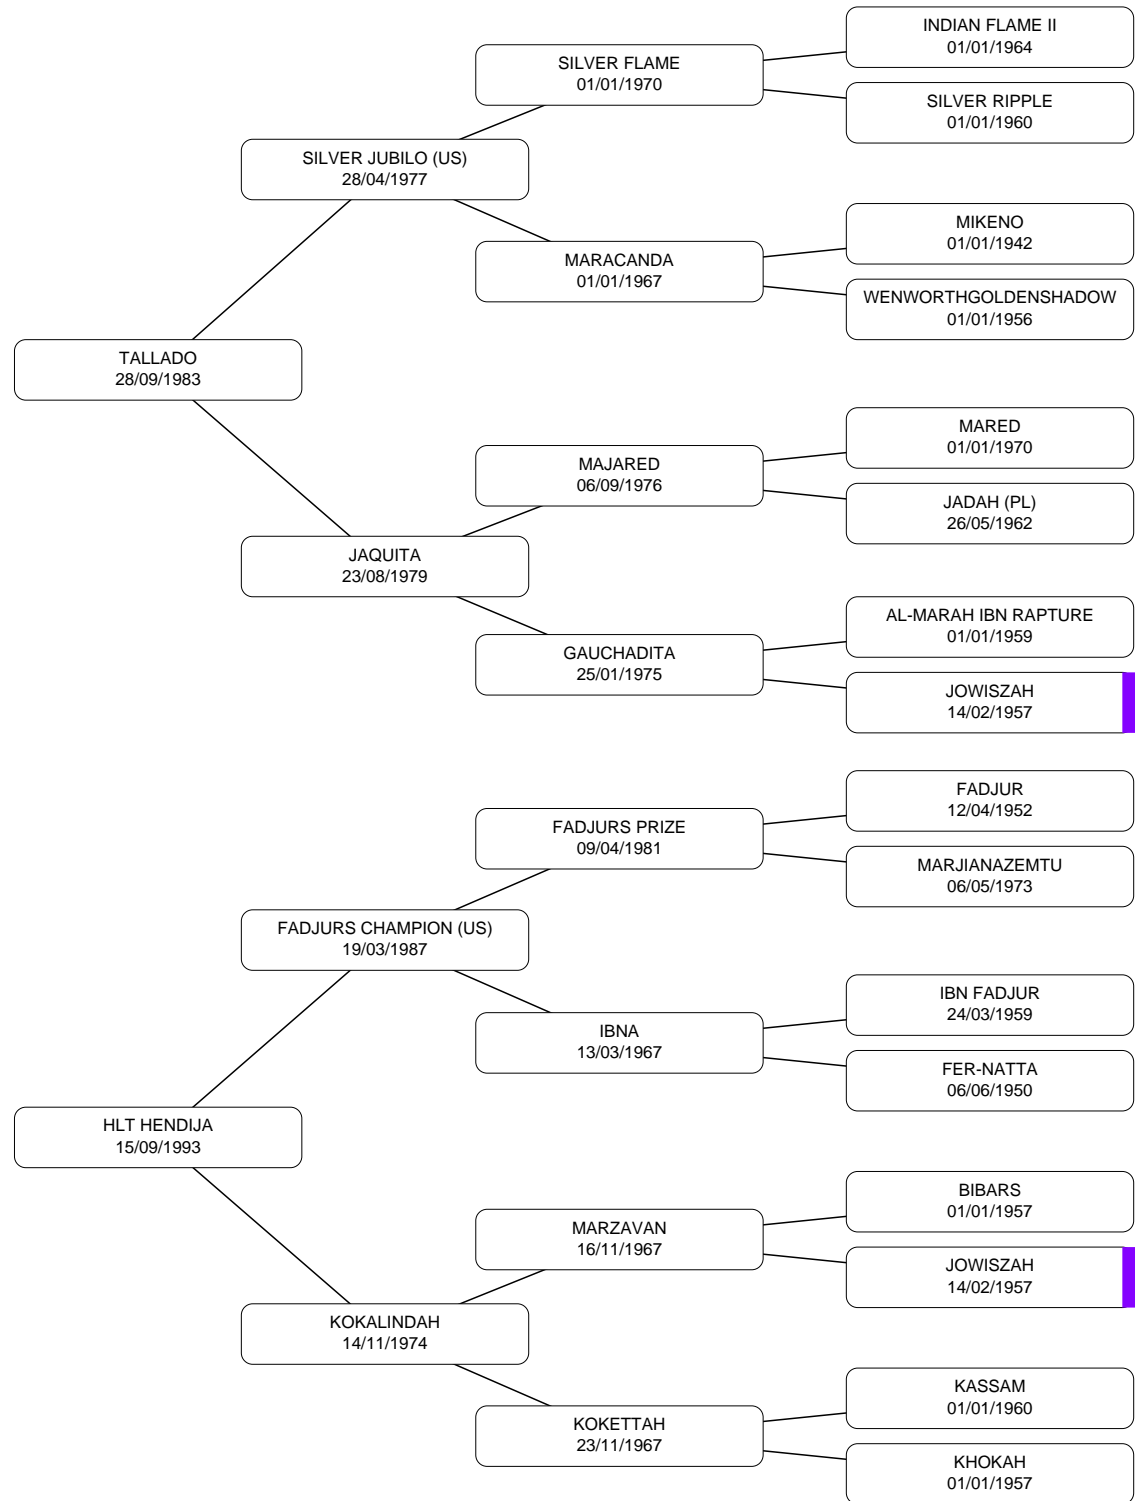 INDIAN FLAME II
01/01/1964
SILVER FLAME
01/01/1970
SILVER RIPPLE
01/01/1960
SILVER JUBILO (US)
28/04/1977
MIKENO
01/01/1942
MARACANDA
01/01/1967
WENWORTHGOLDENSHADOW
01/01/1956
TALLADO
28/09/1983
MARED
01/01/1970
MAJARED
06/09/1976
JADAH (PL)
26/05/1962
JAQUITA
23/08/1979
AL-MARAH IBN RAPTURE
01/01/1959
GAUCHADITA
25/01/1975
JOWISZAH
14/02/1957
FADJUR
12/04/1952
FADJURS PRIZE
09/04/1981
MARJIANAZEMTU
06/05/1973
FADJURS CHAMPION (US)
19/03/1987
IBN FADJUR
24/03/1959
IBNA
13/03/1967
FER-NATTA
06/06/1950
HLT HENDIJA
15/09/1993
BIBARS
01/01/1957
MARZAVAN
16/11/1967
JOWISZAH
14/02/1957
KOKALINDAH
14/11/1974
KASSAM
01/01/1960
KOKETTAH
23/11/1967
KHOKAH
01/01/1957